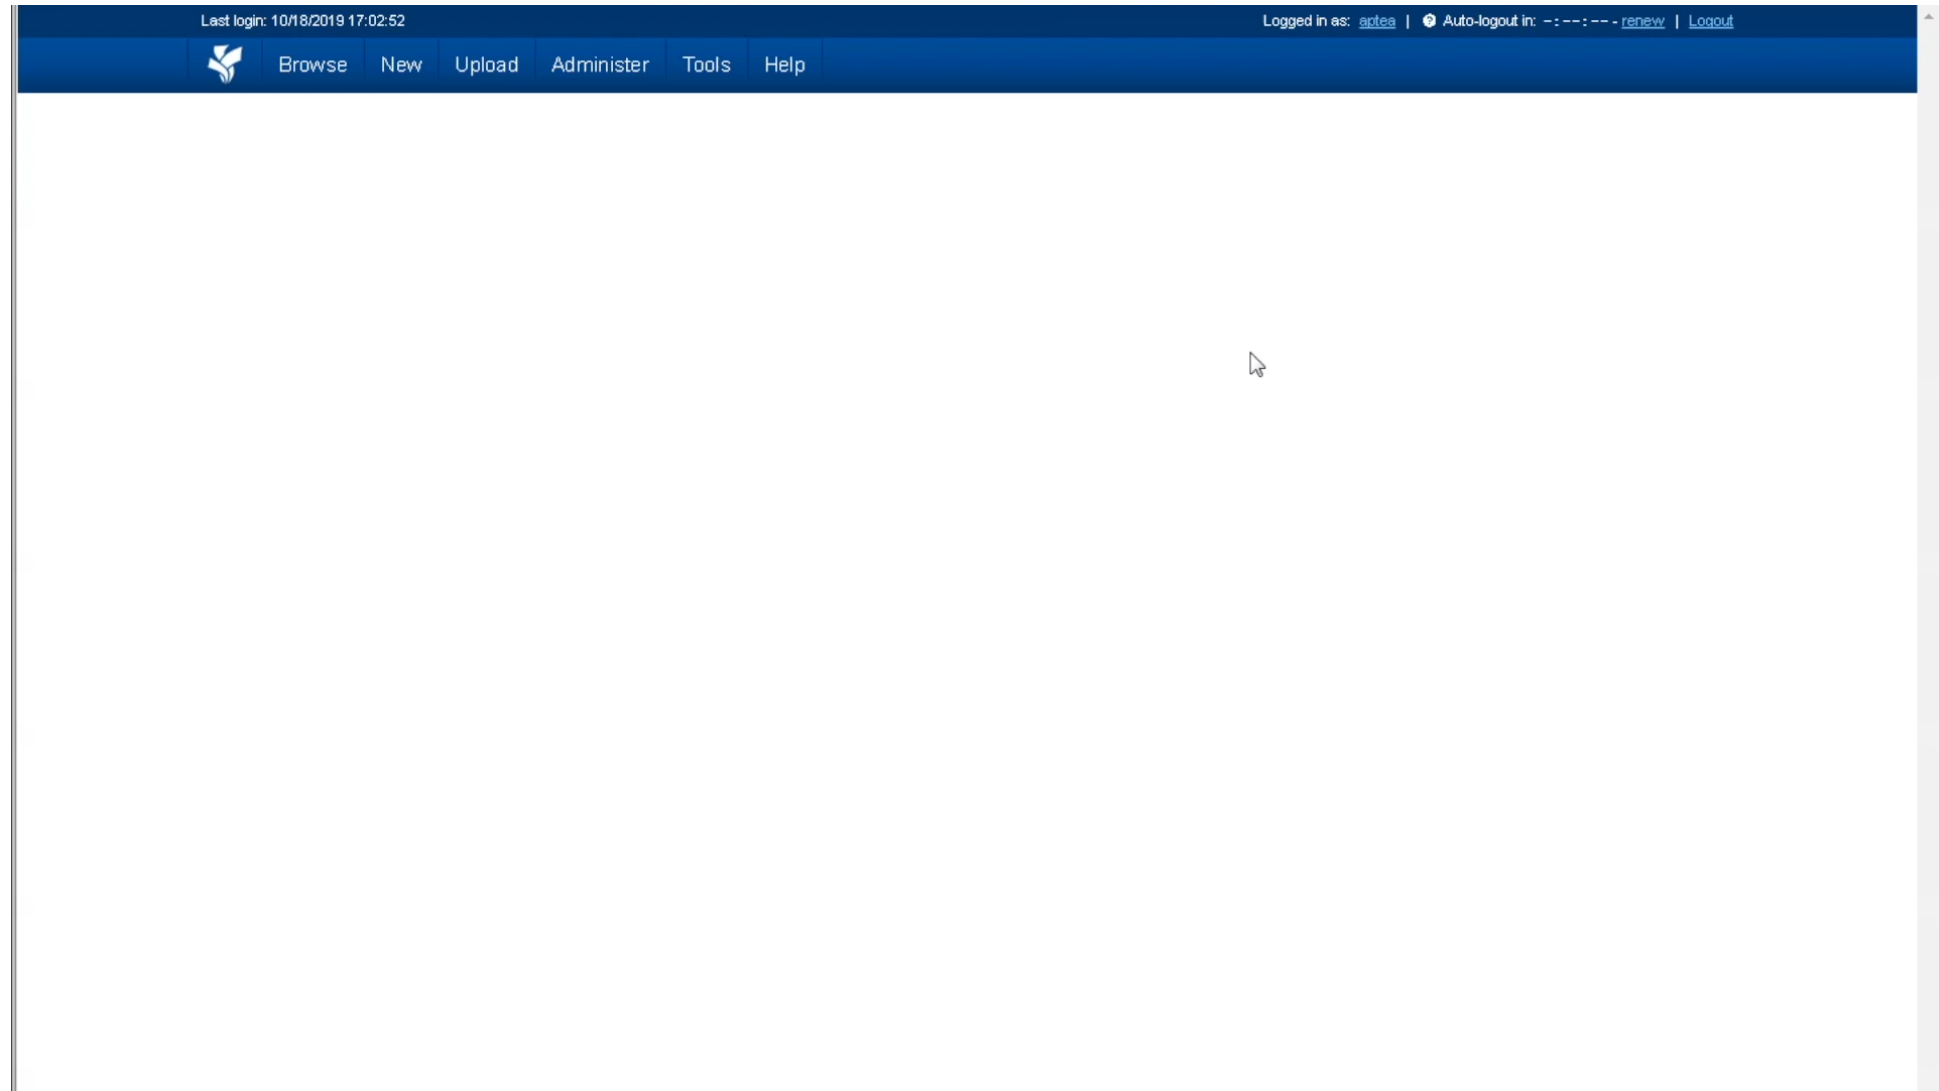 Last login: 10/18/2019 17:02:52
Logged in as: aptea | ? Auto-logout in: -:--:-- - renew | Logout
Browse New Upload Administer Tools Help